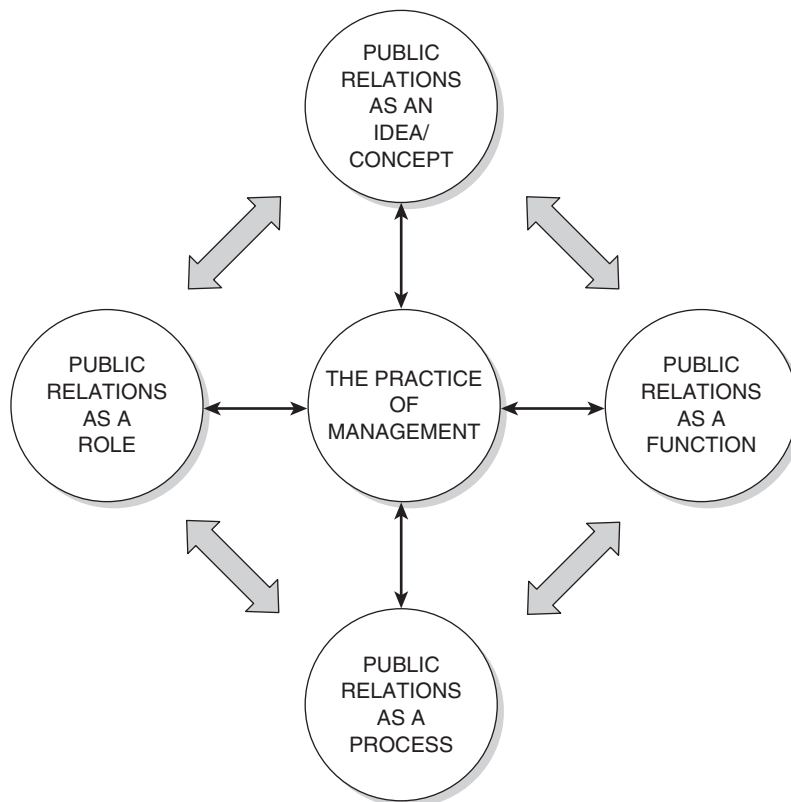 PUBLIC
RELATIONS
AS AN
IDEA/
CONCEPT
PUBLIC
RELATIONS
AS A
ROLE
THE PRACTICE
OF
MANAGEMENT
PUBLIC
RELATIONS
AS A
FUNCTION
PUBLIC
RELATIONS
AS A
PROCESS